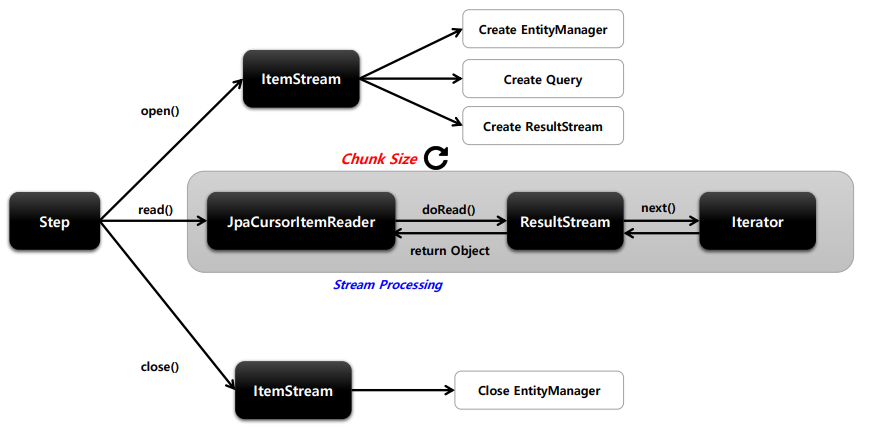 Create EntityManager
ItemStream
Create Query
open()
Create ResultStream
Chunk Size
Step
read()
JpaCursorItemReader
doRead()
ResultStream
next()
Iterator
return Object
Stream Processing
close()
ItemStream
Close EntityManager